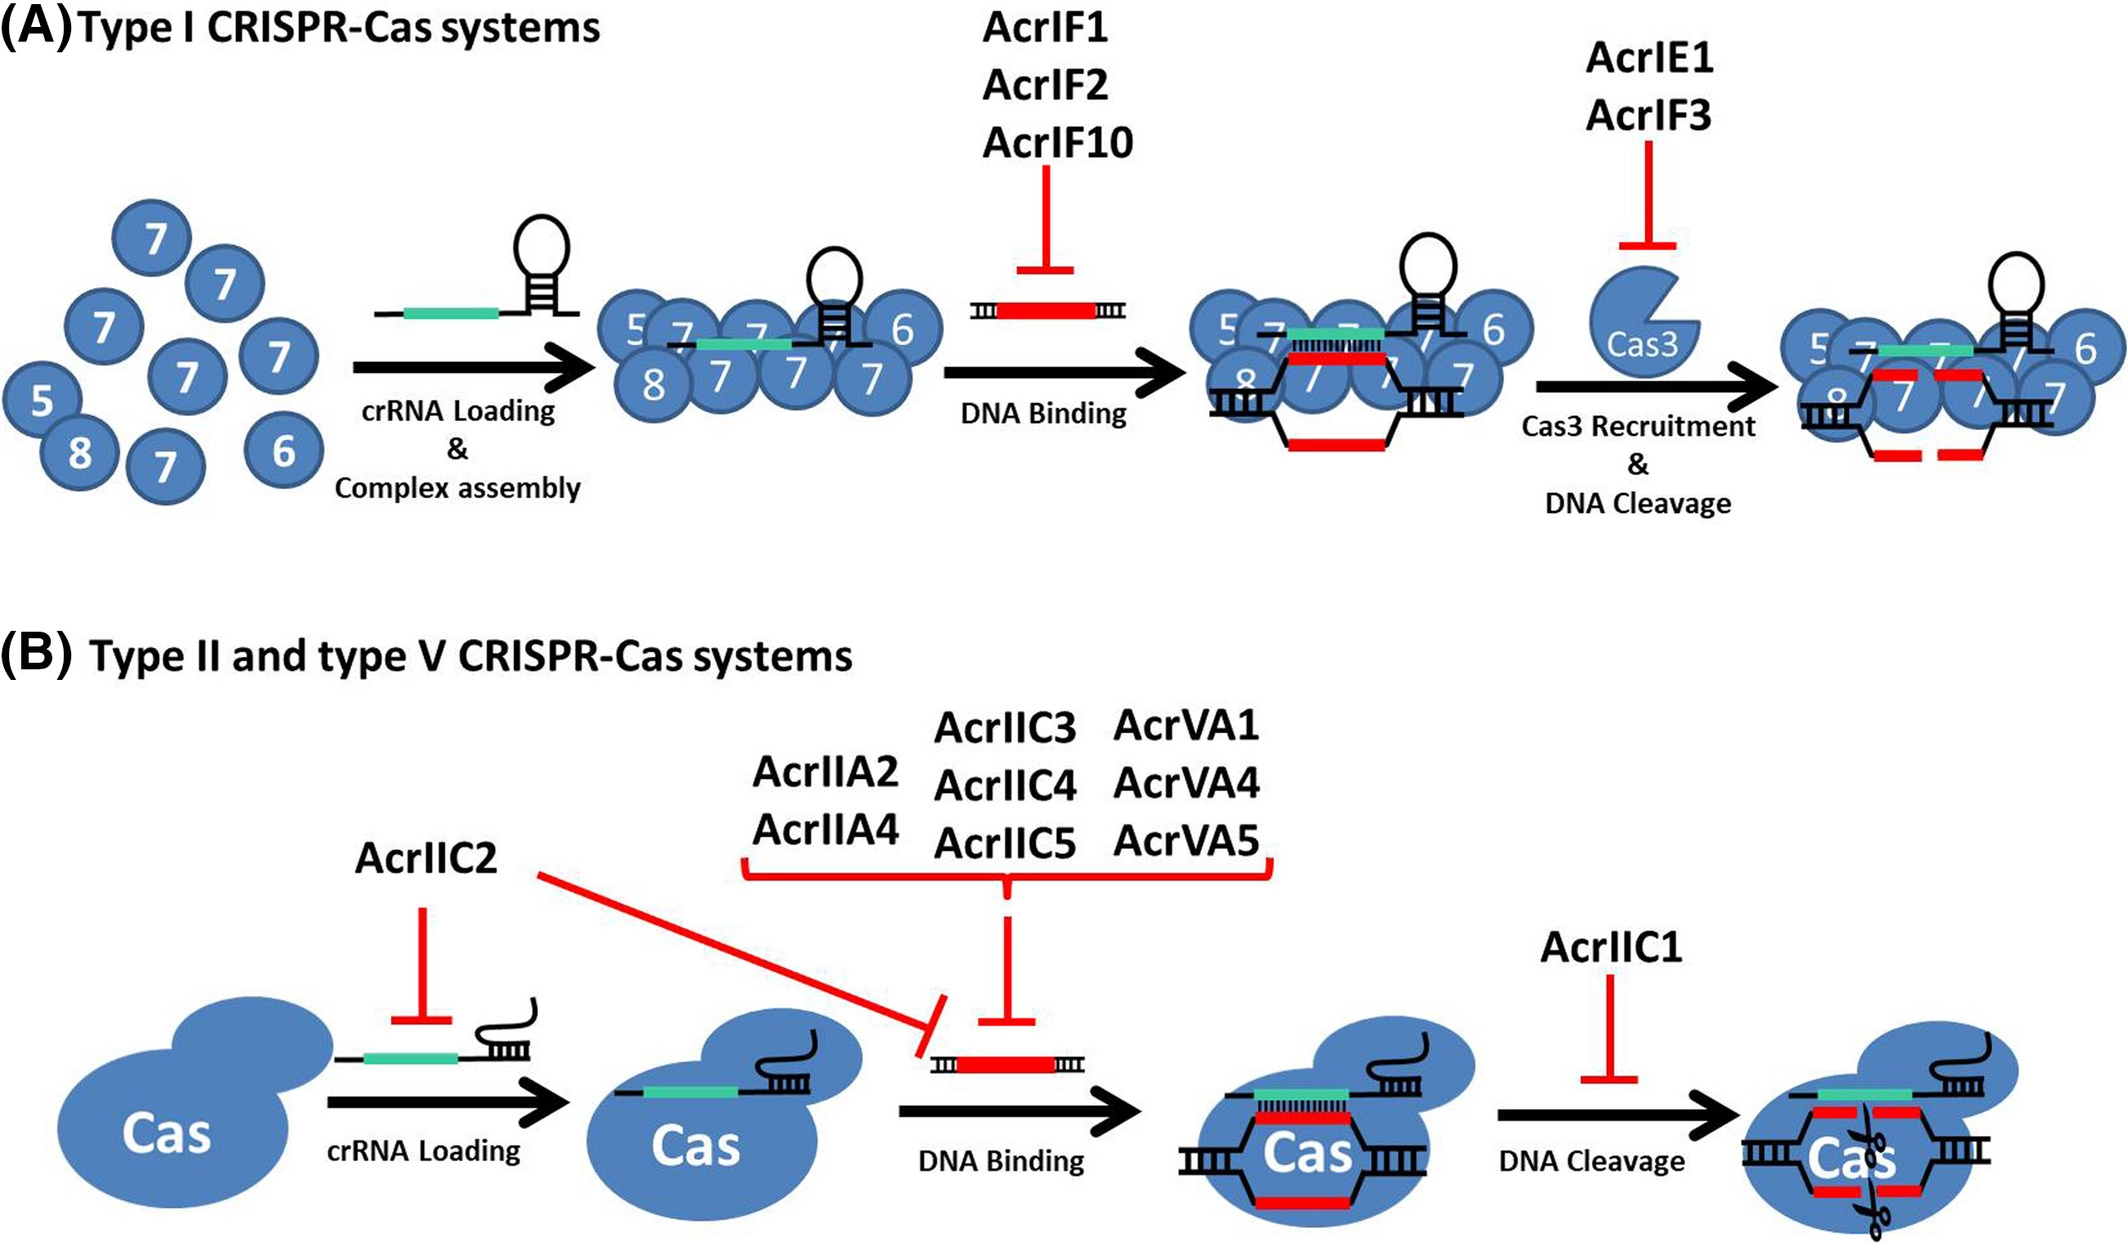 (A) Type I CRISPR-Cas systems
AcrIF1
AcrIF2
AcrIF10
AcrIE1
AcrIF3
7
7
7
7
7
5
8
7
6
crRNA Loading
&
Complex assembly
5 7 7 7 6
8 7 7 7
DNA Binding
5 7 7 7 6
8 7 7 7
Cas3
Cas3 Recruitment
&
DNA Cleavage
5 7 7 7 6
8 7 7 7
(B) Type II and type V CRISPR-Cas systems
AcrIIC2
AcrIIA2
AcrIIA4
AcrIIC3
AcrIIC4
AcrIIC5
AcrVA1
AcrVA4
AcrVA5
AcrIIC1
Cas
crRNA Loading
Cas
DNA Binding
Cas
DNA Cleavage
Cas